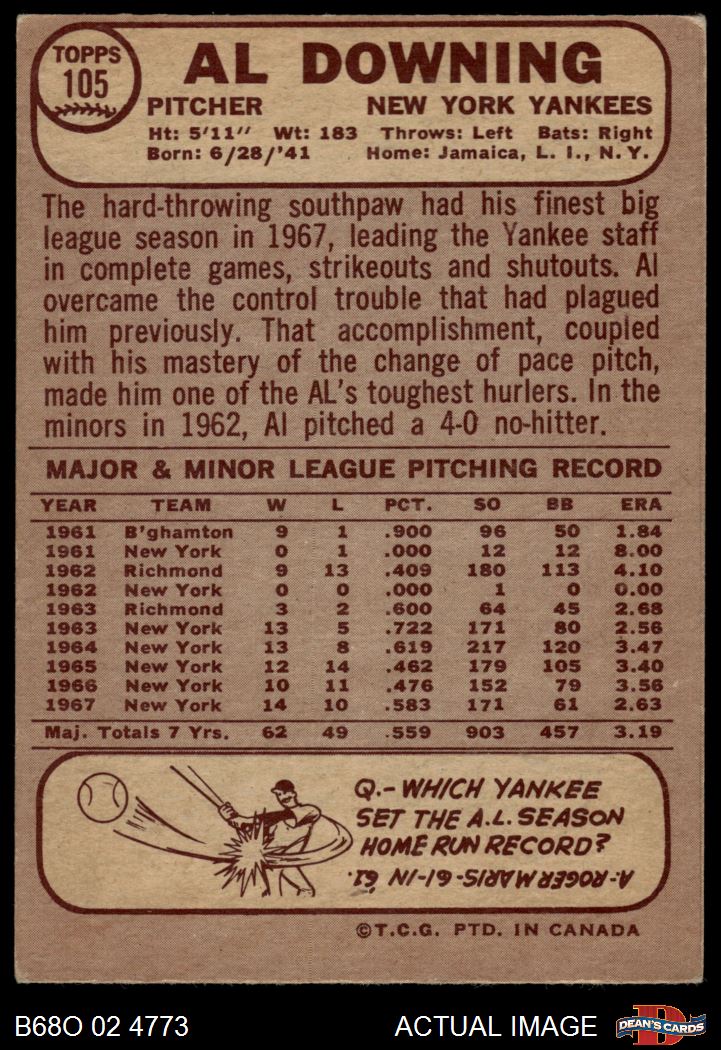 TOPPS
105
AL DOWNING
PITCHER NEW YORK YANKEES
Ht: 5'11" Wt: 183 Throws: Left Bats: Right
Born: 6/28/'41 Home: Jamaica, L. I., N. Y.
The hard-throwing southpaw had his finest big
league season in 1967, leading the Yankee staff
in complete games, strikeouts and shutouts. Al
overcame the control trouble that had plagued
him previously. That accomplishment, coupled
with his mastery of the change of pace pitch,
made him one of the AL's toughest hurlers. In the
minors in 1962, Al pitched a 4-0 no-hitter.
MAJOR & MINOR LEAGUE PITCHING RECORD
YEAR TEAM W L PCT. SO BB ERA
1961 B'ghamton 9 1 .900 96 50 1.84
1961 New York 0 1 .000 12 12 8.00
1962 Richmond 9 13 .409 180 113 4.10
1962 New York 0 0 .000 1 0 0.00
1963 Richmond 3 2 .600 64 45 2.68
1963 New York 13 5 .722 171 80 2.56
1964 New York 13 8 .619 217 120 3.47
1965 New York 12 14 .462 179 105 3.40
1966 New York 10 11 .476 152 79 3.56
1967 New York 14 10 .583 171 61 2.63
Maj. Totals 7 Yrs. 62 49 .559 903 457 3.19
Q.- WHICH YANKEE
SET THE A.L. SEASON
HOME RUN RECORD?
A- ROGER MARIS - 61 - IN '61.
©T.C.G. PTD. IN CANADA
B68O 02 4773 ACTUAL IMAGE DEAN'S CARDS